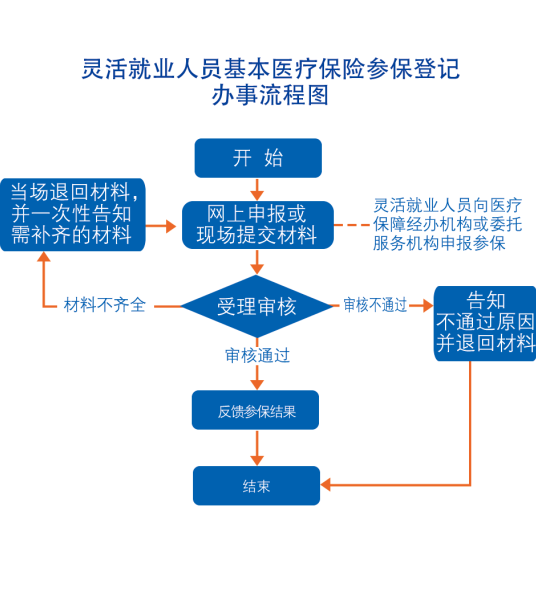 灵活就业人员基本医疗保险参保登记
办事流程图
开 始
当场退回材料，
并一次性告知
需补齐的材料
网上申报或
现场提交材料
灵活就业人员向医疗
保障经办机构或委托
服务机构申报参保
材料不齐全
受理审核
审核不通过
告知
不通过原因
并退回材料
审核通过
反馈参保结果
结束